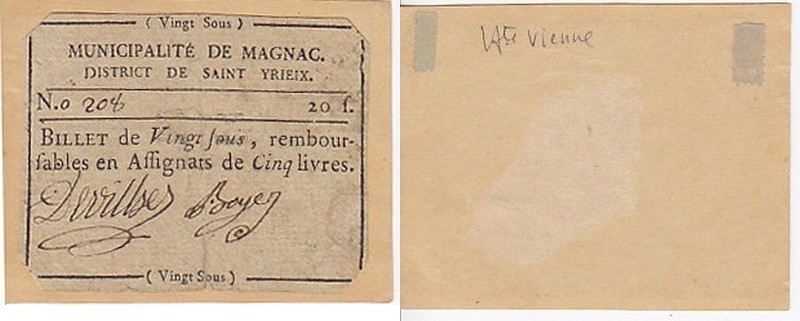 ( Vingt Sous )
MUNICIPALITÉ DE MAGNAC.
DISTRICT DE SAINT YRIEIX.
N.o 208 20 ſ.
BILLET de Vingt ſous, rembour-
ſables en Aſſignats de Cinq livres.
Boyer
( Vingt Sous )
Hte Vienne